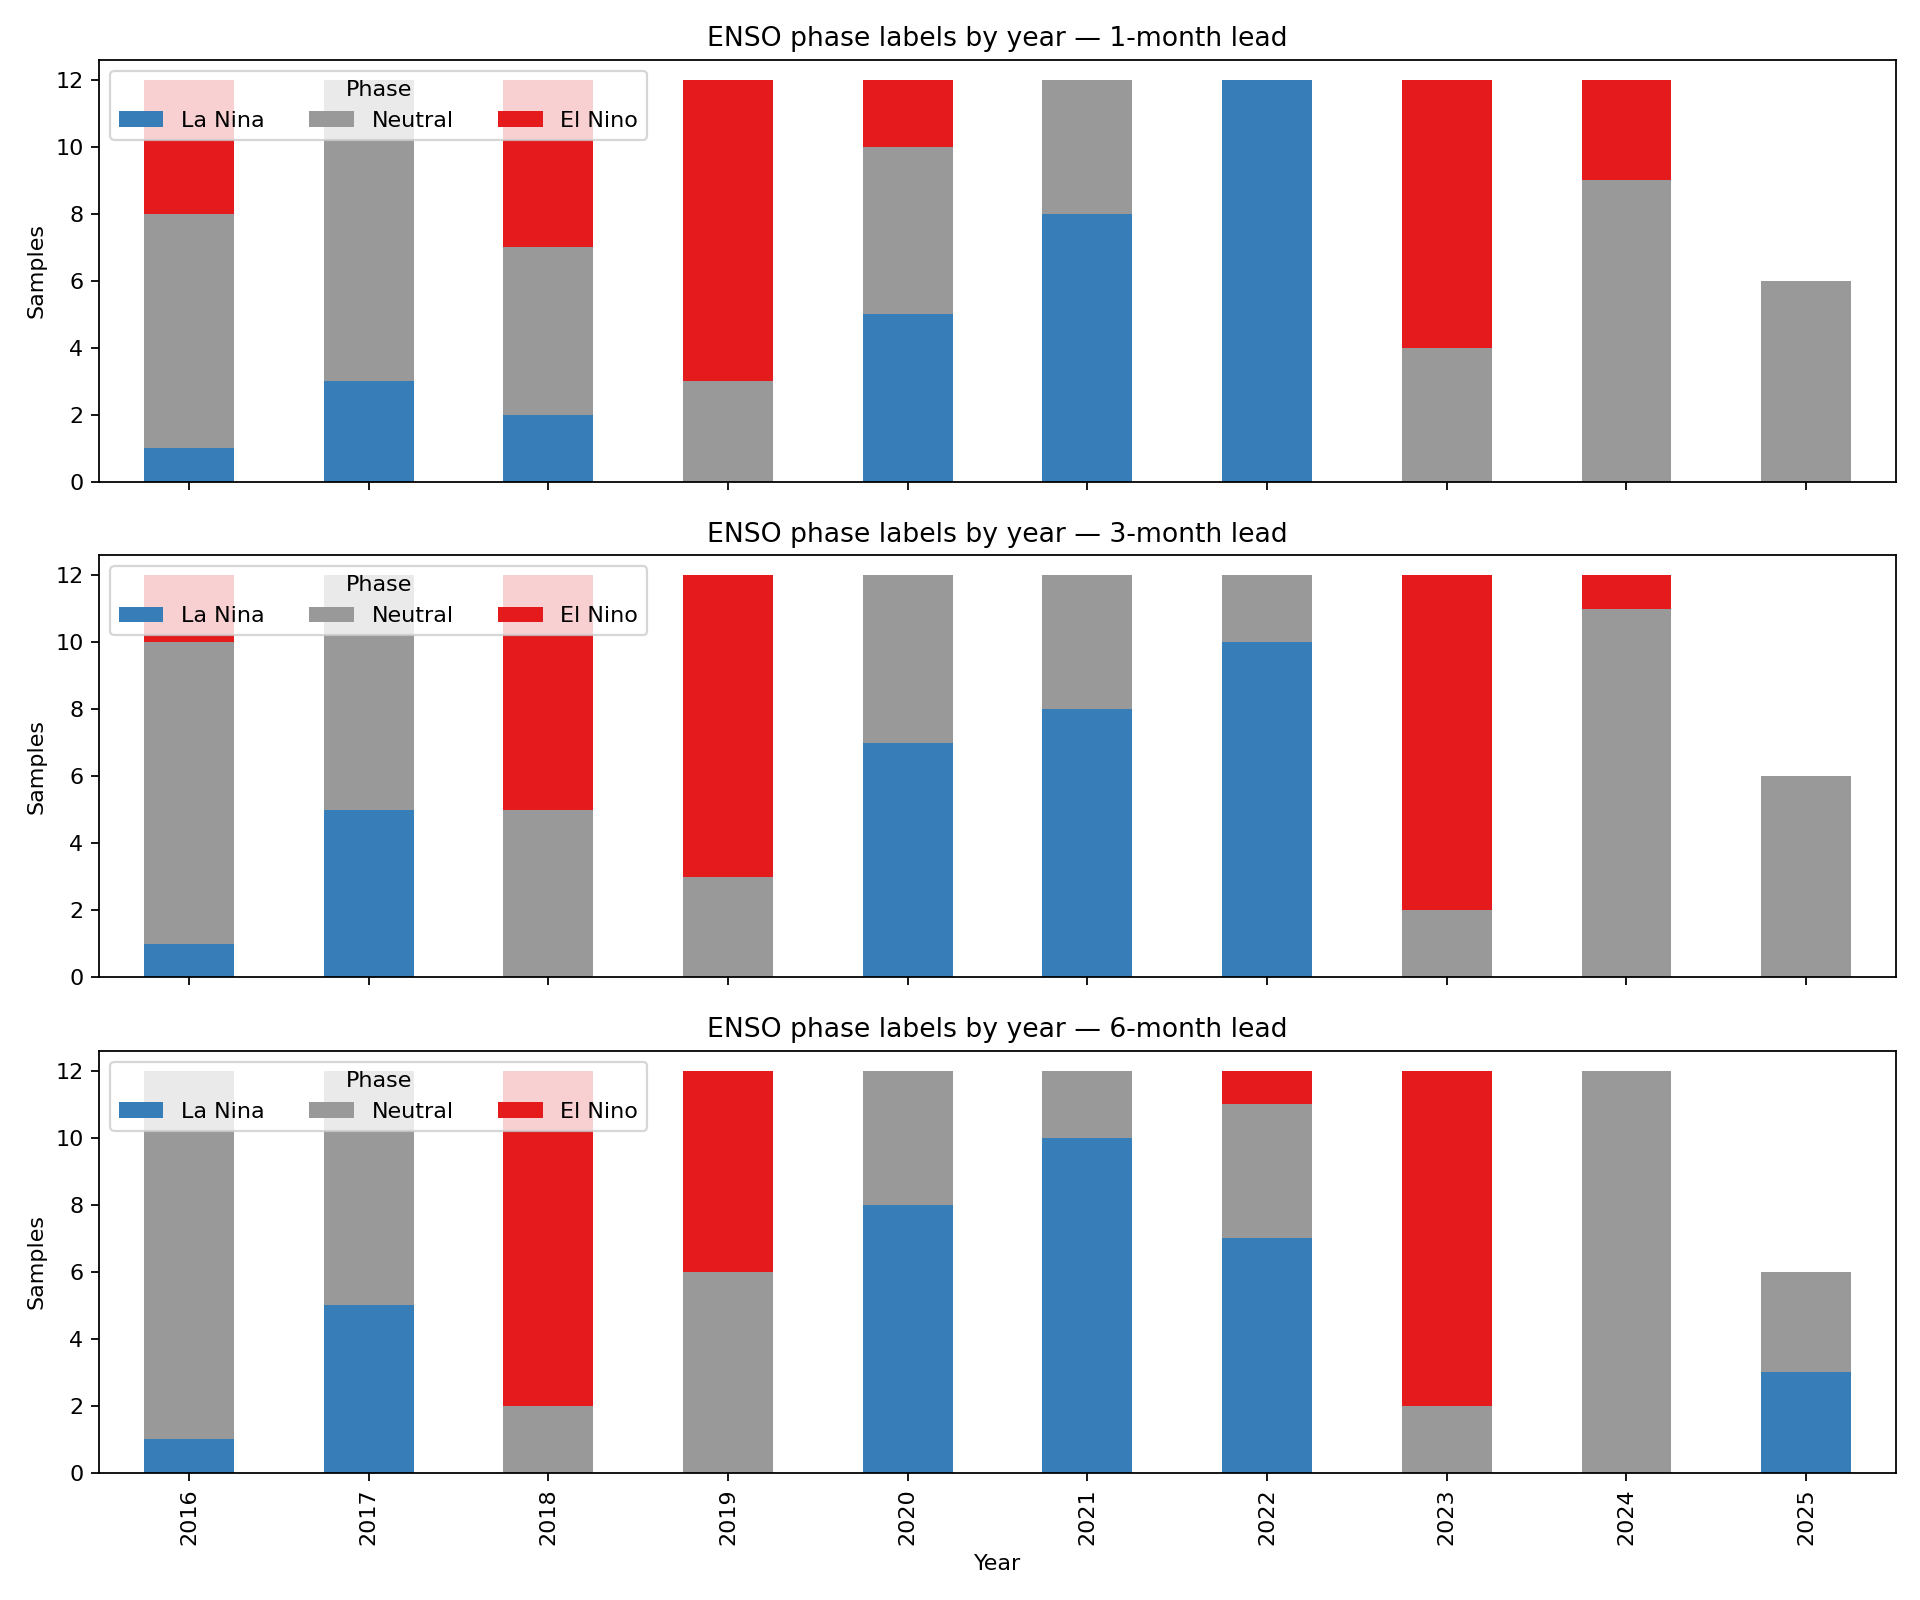 ENSO phase labels by year — 1-month lead
Phase
La Nina Neutral El Nino
12
10
8
6
4
2
0
Samples
ENSO phase labels by year — 3-month lead
Phase
La Nina Neutral El Nino
12
10
8
6
4
2
0
Samples
ENSO phase labels by year — 6-month lead
Phase
La Nina Neutral El Nino
12
10
8
6
4
2
0
Samples
2016 2017 2018 2019 2020 2021 2022 2023 2024 2025
Year